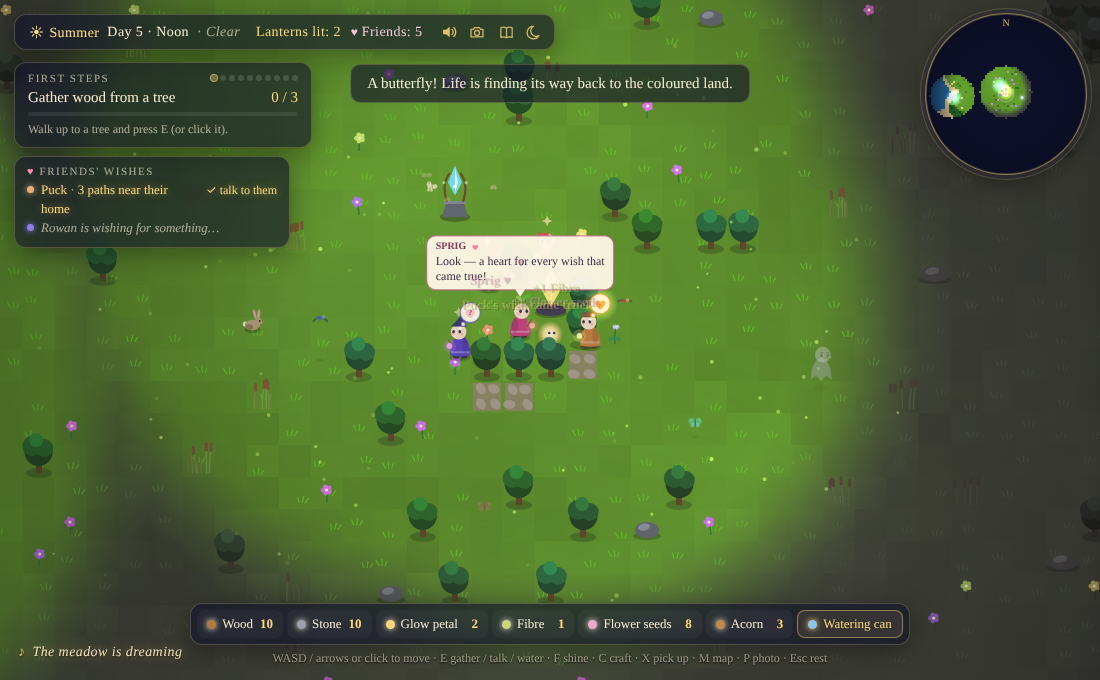 Summer Day 5 · Noon · Clear Lanterns lit: 2 ♥ Friends: 5
N
FIRST STEPS
Gather wood from a tree 0 / 3
Walk up to a tree and press E (or click it).
A butterfly! Life is finding its way back to the coloured land.
♥ FRIENDS' WISHES
Puck · 3 paths near their home ✓ talk to them
Rowan is wishing for something…
SPRIG ♥
Look — a heart for every wish that
came true!
Sprig ♥
+1 Fibre
Wood 10 Stone 10 Glow petal 2 Fibre 1 Flower seeds 8 Acorn 3 Watering can
♪ The meadow is dreaming
WASD / arrows or click to move · E gather / talk / water · F shine · C craft · X pick up · M map · P photo · Esc rest